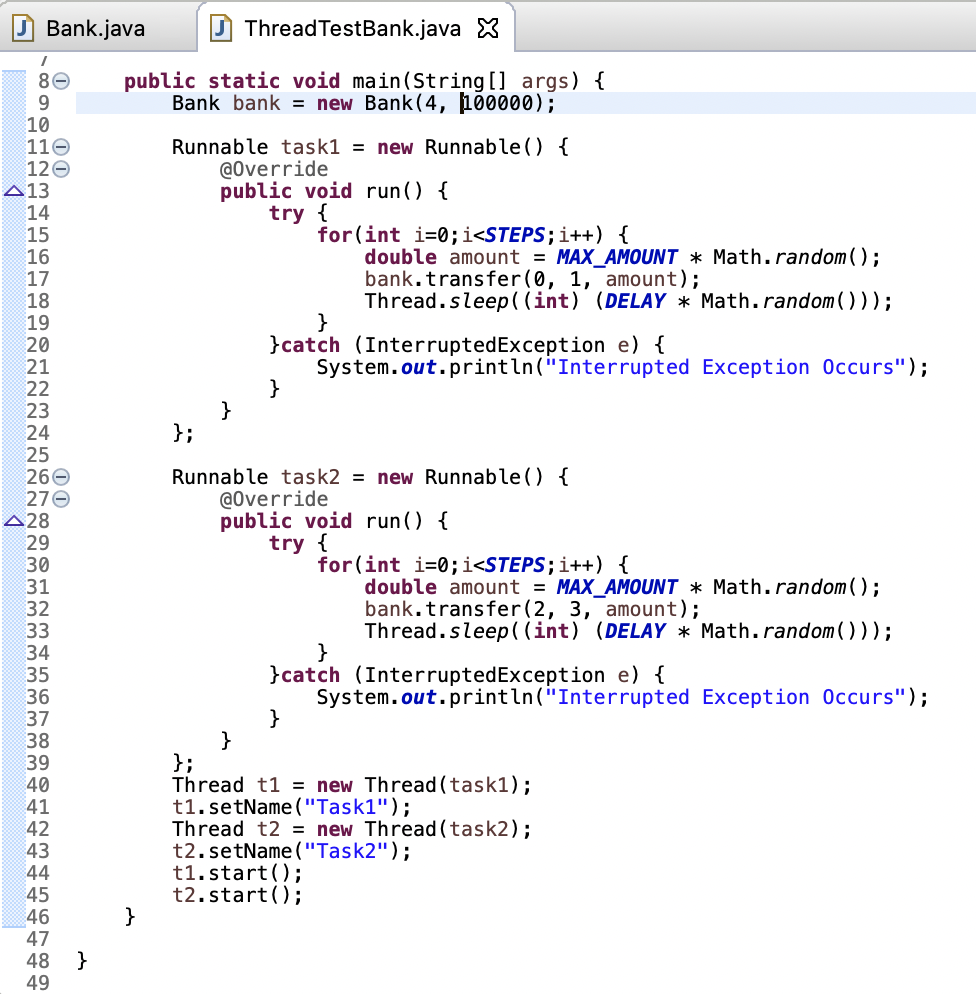 Bank.java ThreadTestBank.java
7
8 public static void main(String[] args) {
9 Bank bank = new Bank(4, 100000);
10
11 Runnable task1 = new Runnable() {
12 @Override
13 public void run() {
14 try {
15 for(int i=0;i<STEPS;i++) {
16 double amount = MAX_AMOUNT * Math.random();
17 bank.transfer(0, 1, amount);
18 Thread.sleep((int) (DELAY * Math.random()));
19 }
20 }catch (InterruptedException e) {
21 System.out.println("Interrupted Exception Occurs");
22 }
23 }
24 };
25
26 Runnable task2 = new Runnable() {
27 @Override
28 public void run() {
29 try {
30 for(int i=0;i<STEPS;i++) {
31 double amount = MAX_AMOUNT * Math.random();
32 bank.transfer(2, 3, amount);
33 Thread.sleep((int) (DELAY * Math.random()));
34 }
35 }catch (InterruptedException e) {
36 System.out.println("Interrupted Exception Occurs");
37 }
38 }
39 };
40 Thread t1 = new Thread(task1);
41 t1.setName("Task1");
42 Thread t2 = new Thread(task2);
43 t2.setName("Task2");
44 t1.start();
45 t2.start();
46 }
47
48 }
49